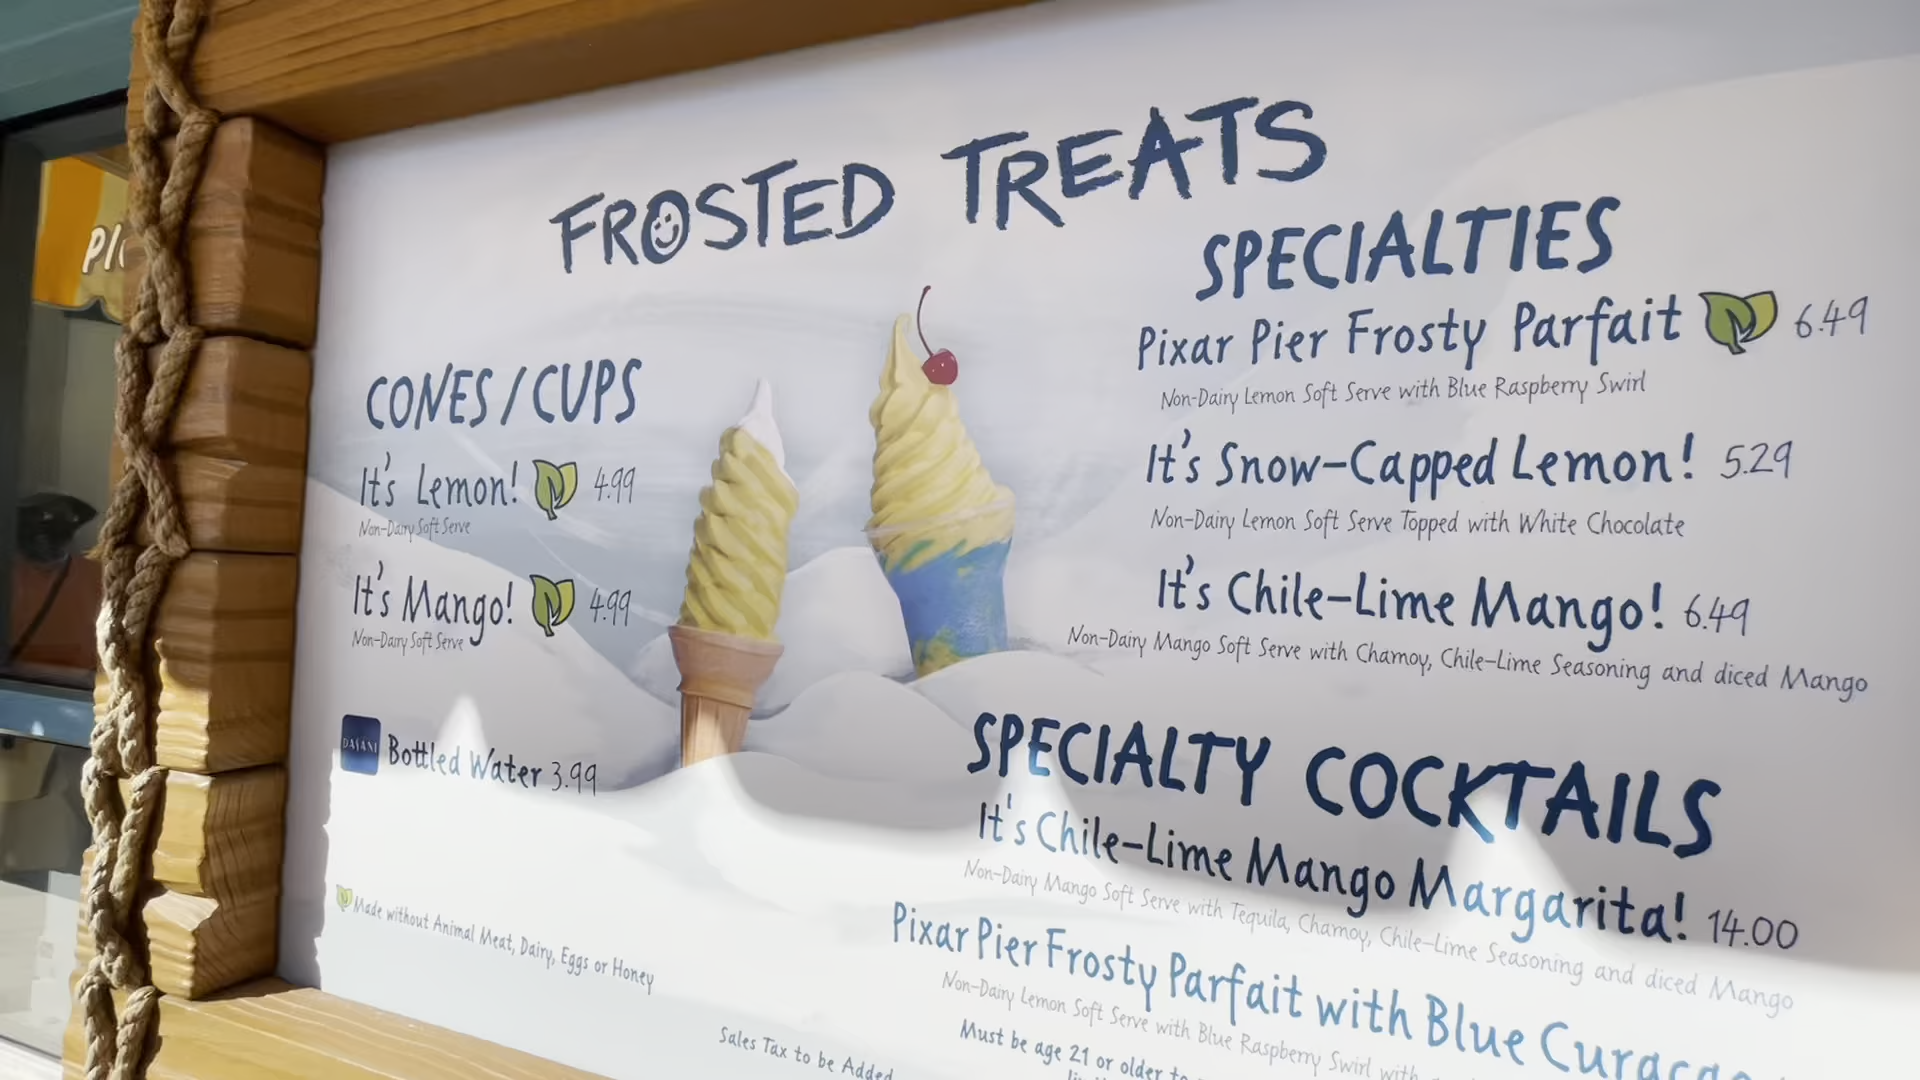 FROSTED TREATS
CONES/CUPS
It's Lemon! 4.99
Non-Dairy Soft Serve
It's Mango! 4.99
Non-Dairy Soft Serve
DASANI Bottled Water 3.99
Made without Animal Meat, Dairy, Eggs or Honey
SPECIALTIES
Pixar Pier Frosty Parfait 6.49
Non-Dairy Lemon Soft Serve with Blue Raspberry Swirl
It's Snow-Capped Lemon! 5.29
Non-Dairy Lemon Soft Serve Topped with White Chocolate
It's Chile-Lime Mango! 6.49
Non-Dairy Mango Soft Serve with Chamoy, Chile-Lime Seasoning and diced Mango
SPECIALTY COCKTAILS
It's Chile-Lime Mango Margarita! 14.00
Non-Dairy Mango Soft Serve with Tequila, Chamoy, Chile-Lime Seasoning and diced Mango
Pixar Pier Frosty Parfait with Blue Curacao
Non-Dairy Lemon Soft Serve with Blue Raspberry Swirl with
Must be age 21 or older to
Sales Tax to be Added